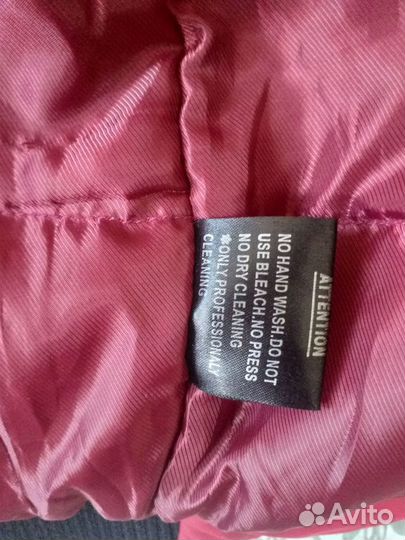 ATTENTION
NO HAND WASH.DO NOT
USE BLEACH.NO PRESS
NO DRY CLEANING
*ONLY PROFESSIONALY
CLEANING
Avito